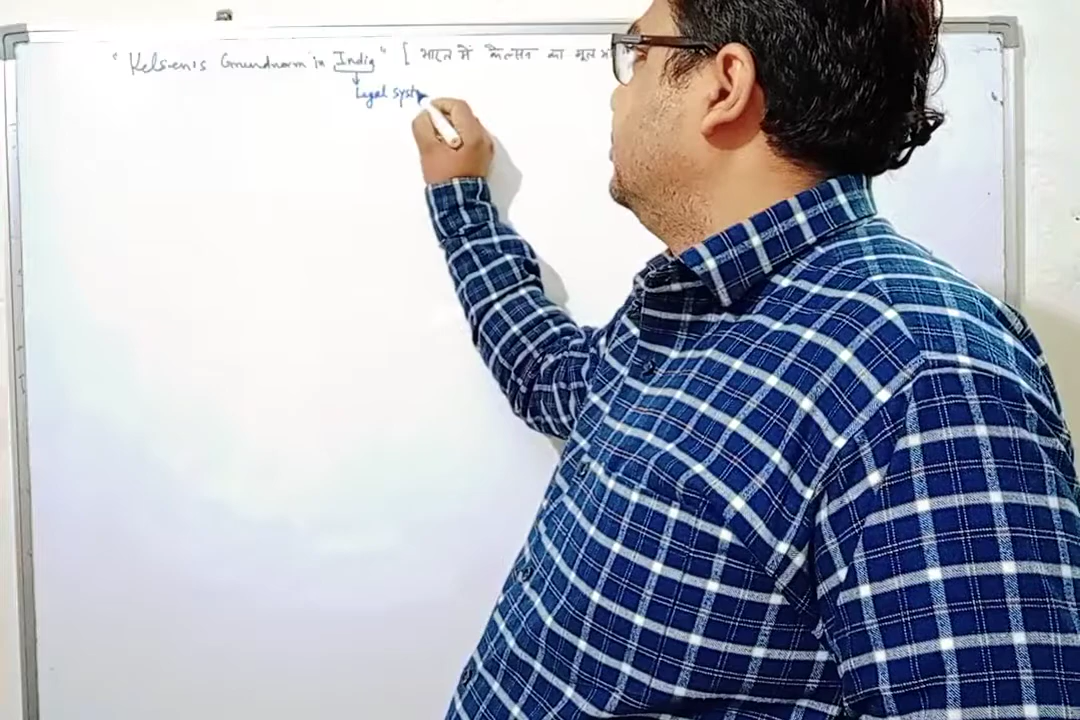 "Kelsen's Grundnorm in India" [ भारत में केल्सन का मूल
Legal syst